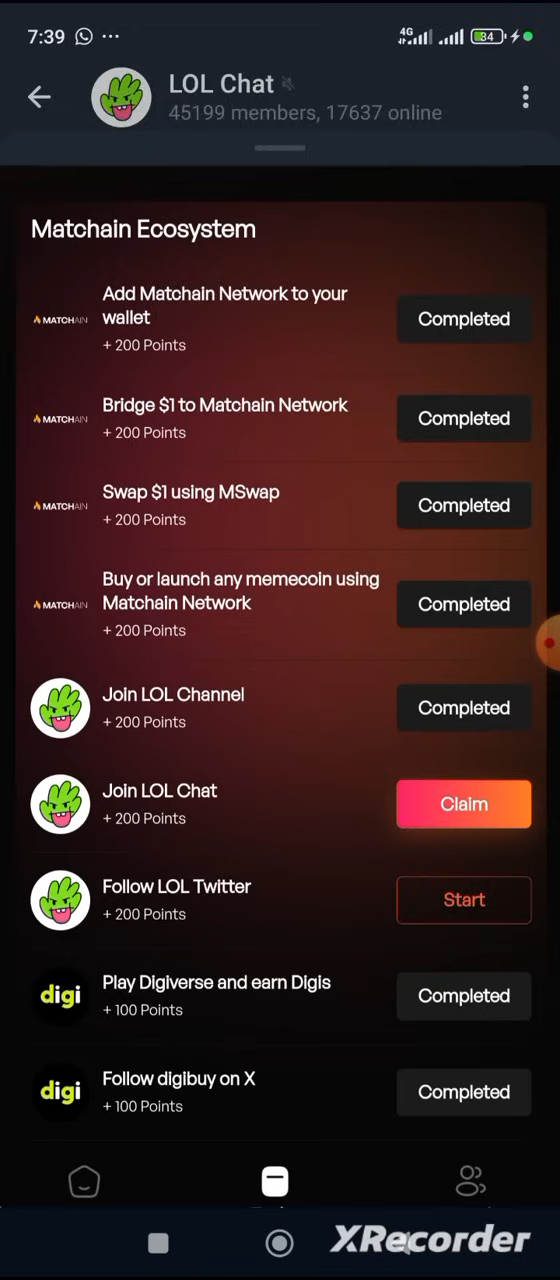 7:39
4G
84
LOL Chat
45199 members, 17637 online
Matchain Ecosystem
MATCHAIN
Add Matchain Network to your
wallet
+ 200 Points
Completed
MATCHAIN
Bridge $1 to Matchain Network
+ 200 Points
Completed
MATCHAIN
Swap $1 using MSwap
+ 200 Points
Completed
MATCHAIN
Buy or launch any memecoin using
Matchain Network
+ 200 Points
Completed
Join LOL Channel
+ 200 Points
Completed
Join LOL Chat
+ 200 Points
Claim
Follow LOL Twitter
+ 200 Points
Start
digi
Play Digiverse and earn Digis
+ 100 Points
Completed
digi
Follow digibuy on X
+ 100 Points
Completed
XRecorder